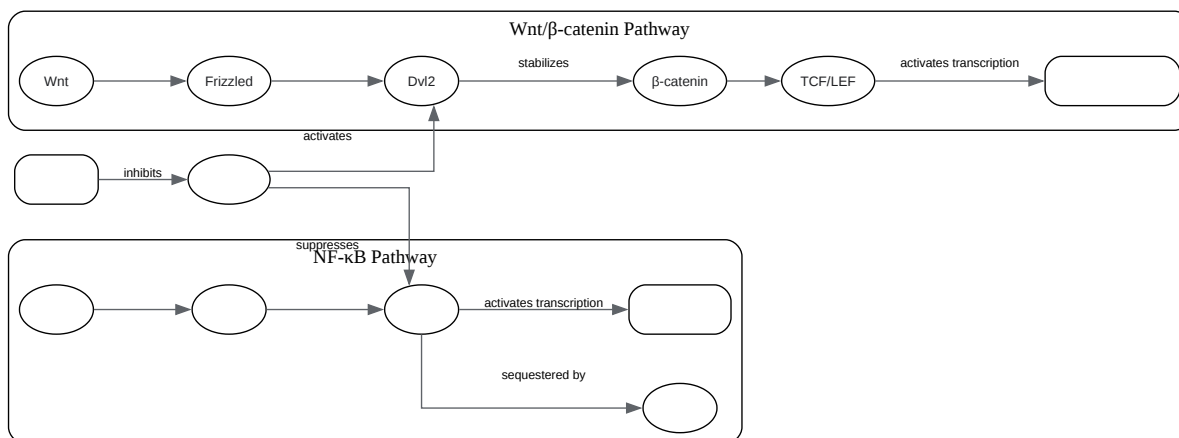 Wnt/β-catenin Pathway
Wnt
Frizzled
Dvl2
stabilizes
β-catenin
TCF/LEF
activates transcription
activates
inhibits
suppresses
NF-κB Pathway
activates transcription
sequestered by